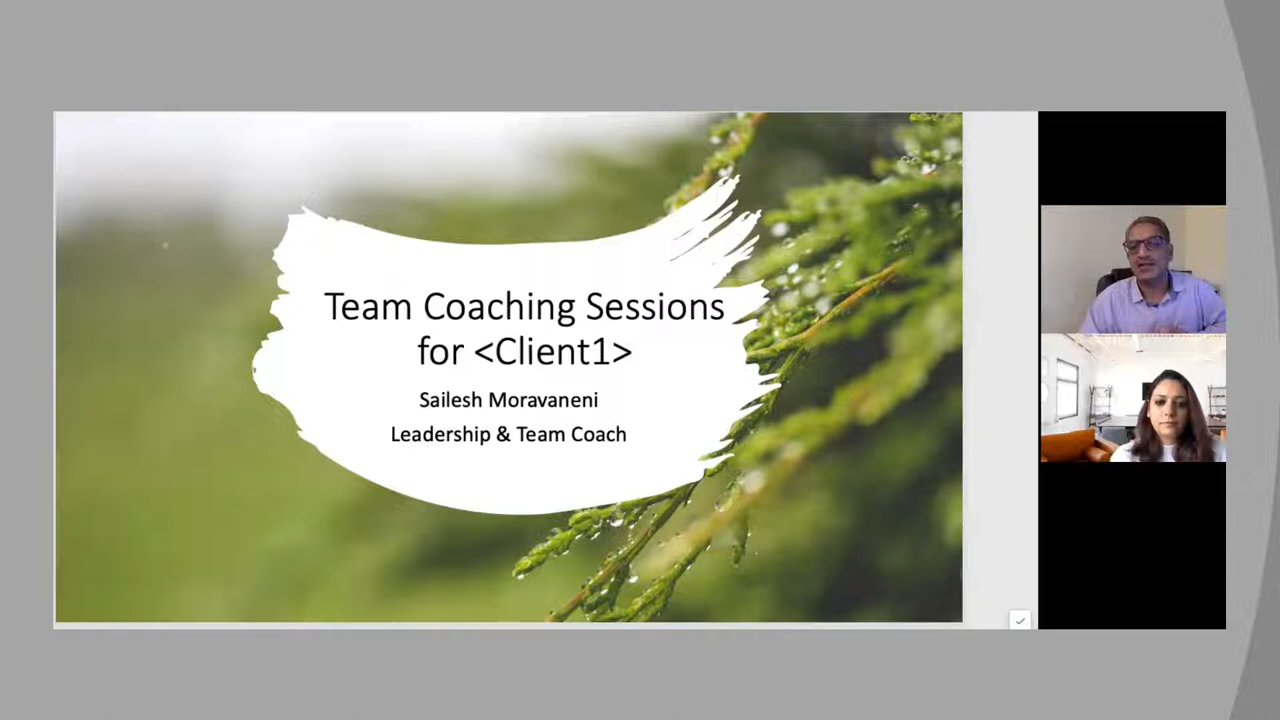 Team Coaching Sessions
for <Client1>
Sailesh Moravaneni
Leadership & Team Coach